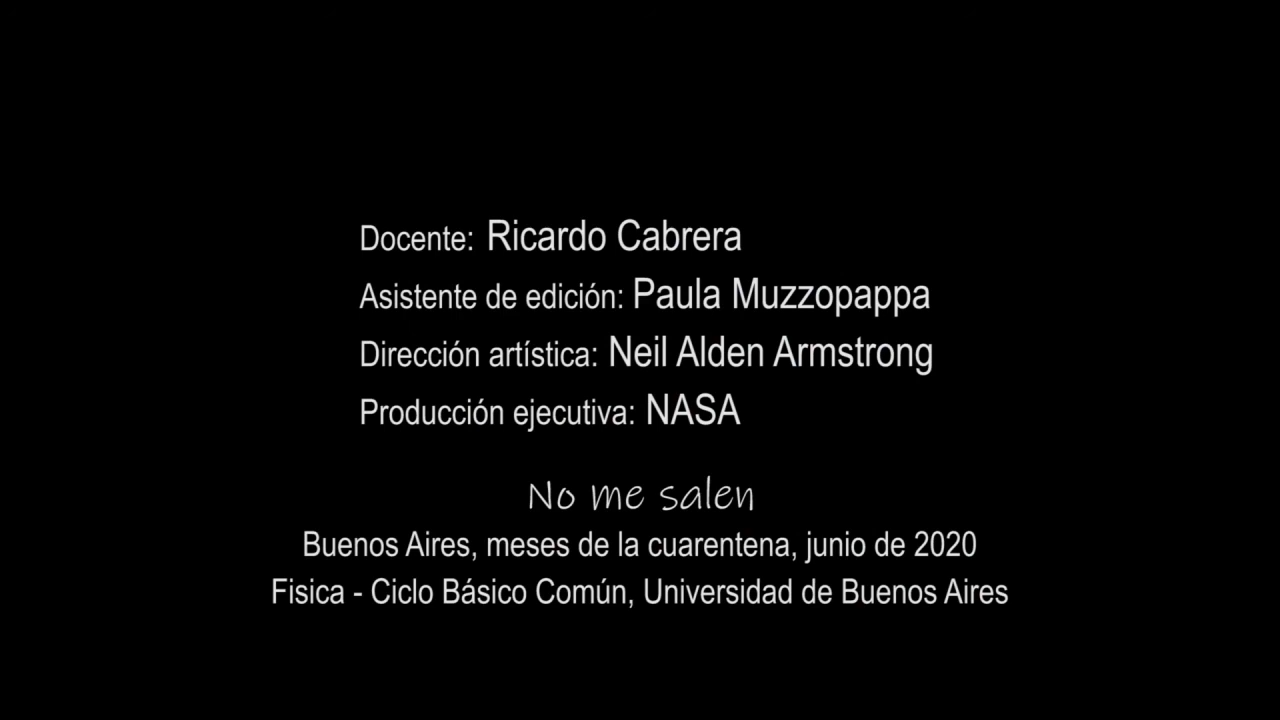 Docente: Ricardo Cabrera
Asistente de edición: Paula Muzzopappa
Dirección artística: Neil Alden Armstrong
Producción ejecutiva: NASA
No me salen
Buenos Aires, meses de la cuarentena, junio de 2020
Fisica - Ciclo Básico Común, Universidad de Buenos Aires